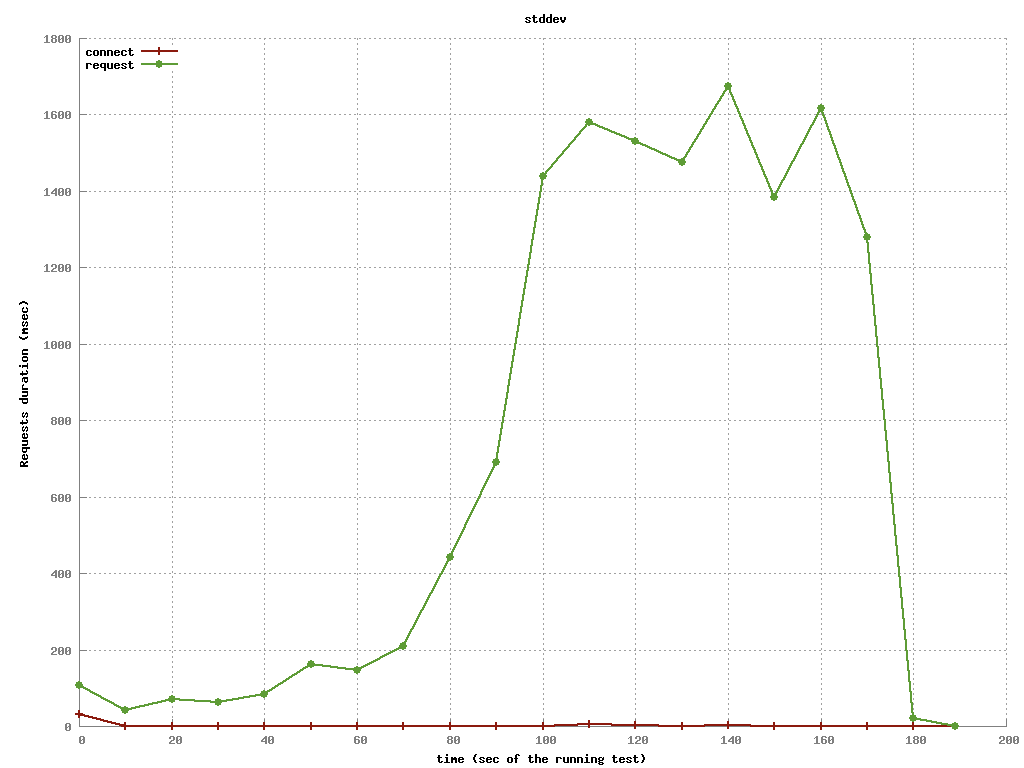 stddev
connect
request
1800
1600
1400
1200
1000
800
600
400
200
0
Requests duration (msec)
0 20 40 60 80 100 120 140 160 180 200
time (sec of the running test)